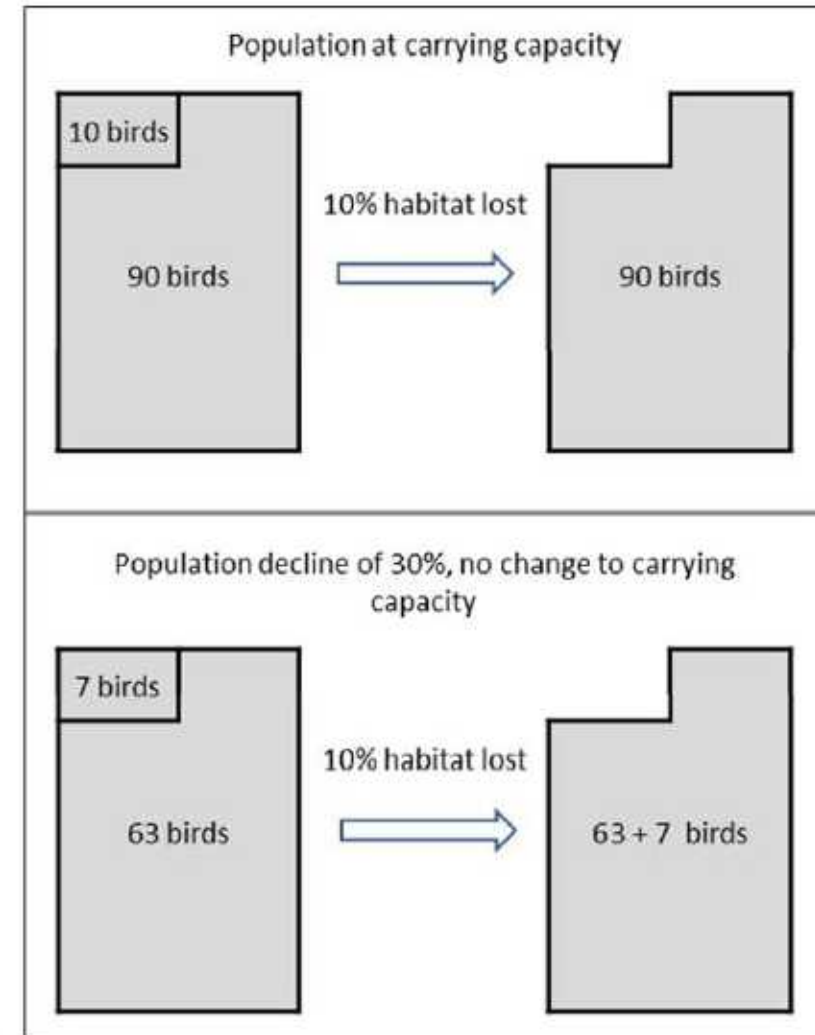 Population at carrying capacity
10 birds
90 birds
10% habitat lost
90 birds
Population decline of 30%, no change to carrying
capacity
7 birds
63 birds
10% habitat lost
63 + 7 birds